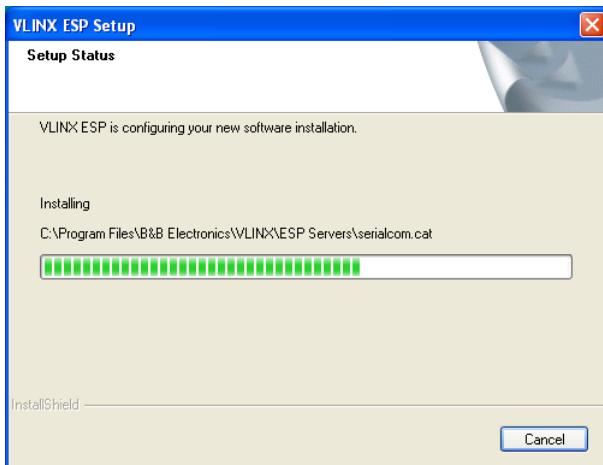 VLINX ESP Setup
Setup Status
VLINX ESP is configuring your new software installation.
Installing
C:\Program Files\B&B Electronics\VLINX\ESP Servers\serialcom.cat
InstallShield
Cancel